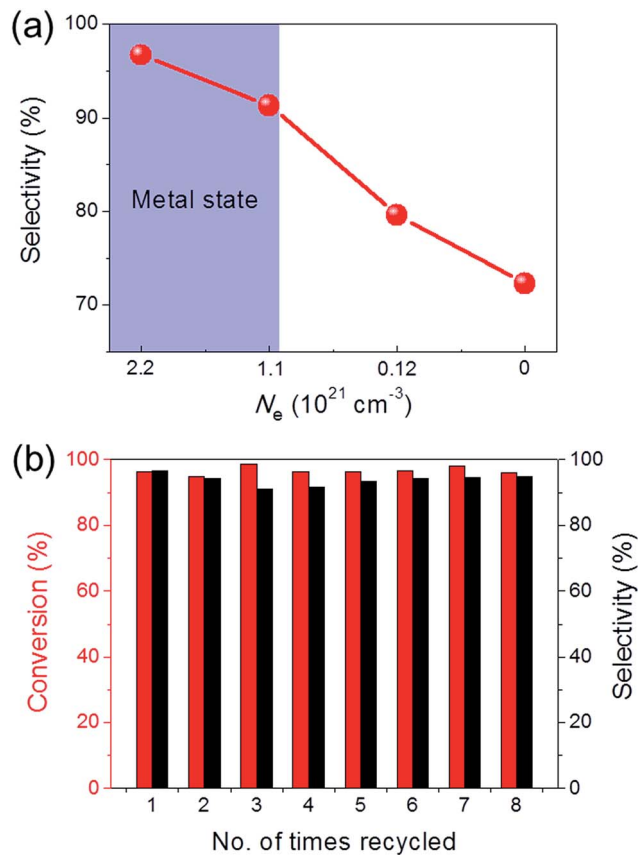 (a)
100
90
80
70
Selectivity (%)
Metal state
2.2 1.1 0.12 0
Nₑ (10²¹ cm⁻³)
(b)
100 100
80 80
60 60
40 40
20 20
0 0
Conversion (%)
Selectivity (%)
1 2 3 4 5 6 7 8
No. of times recycled